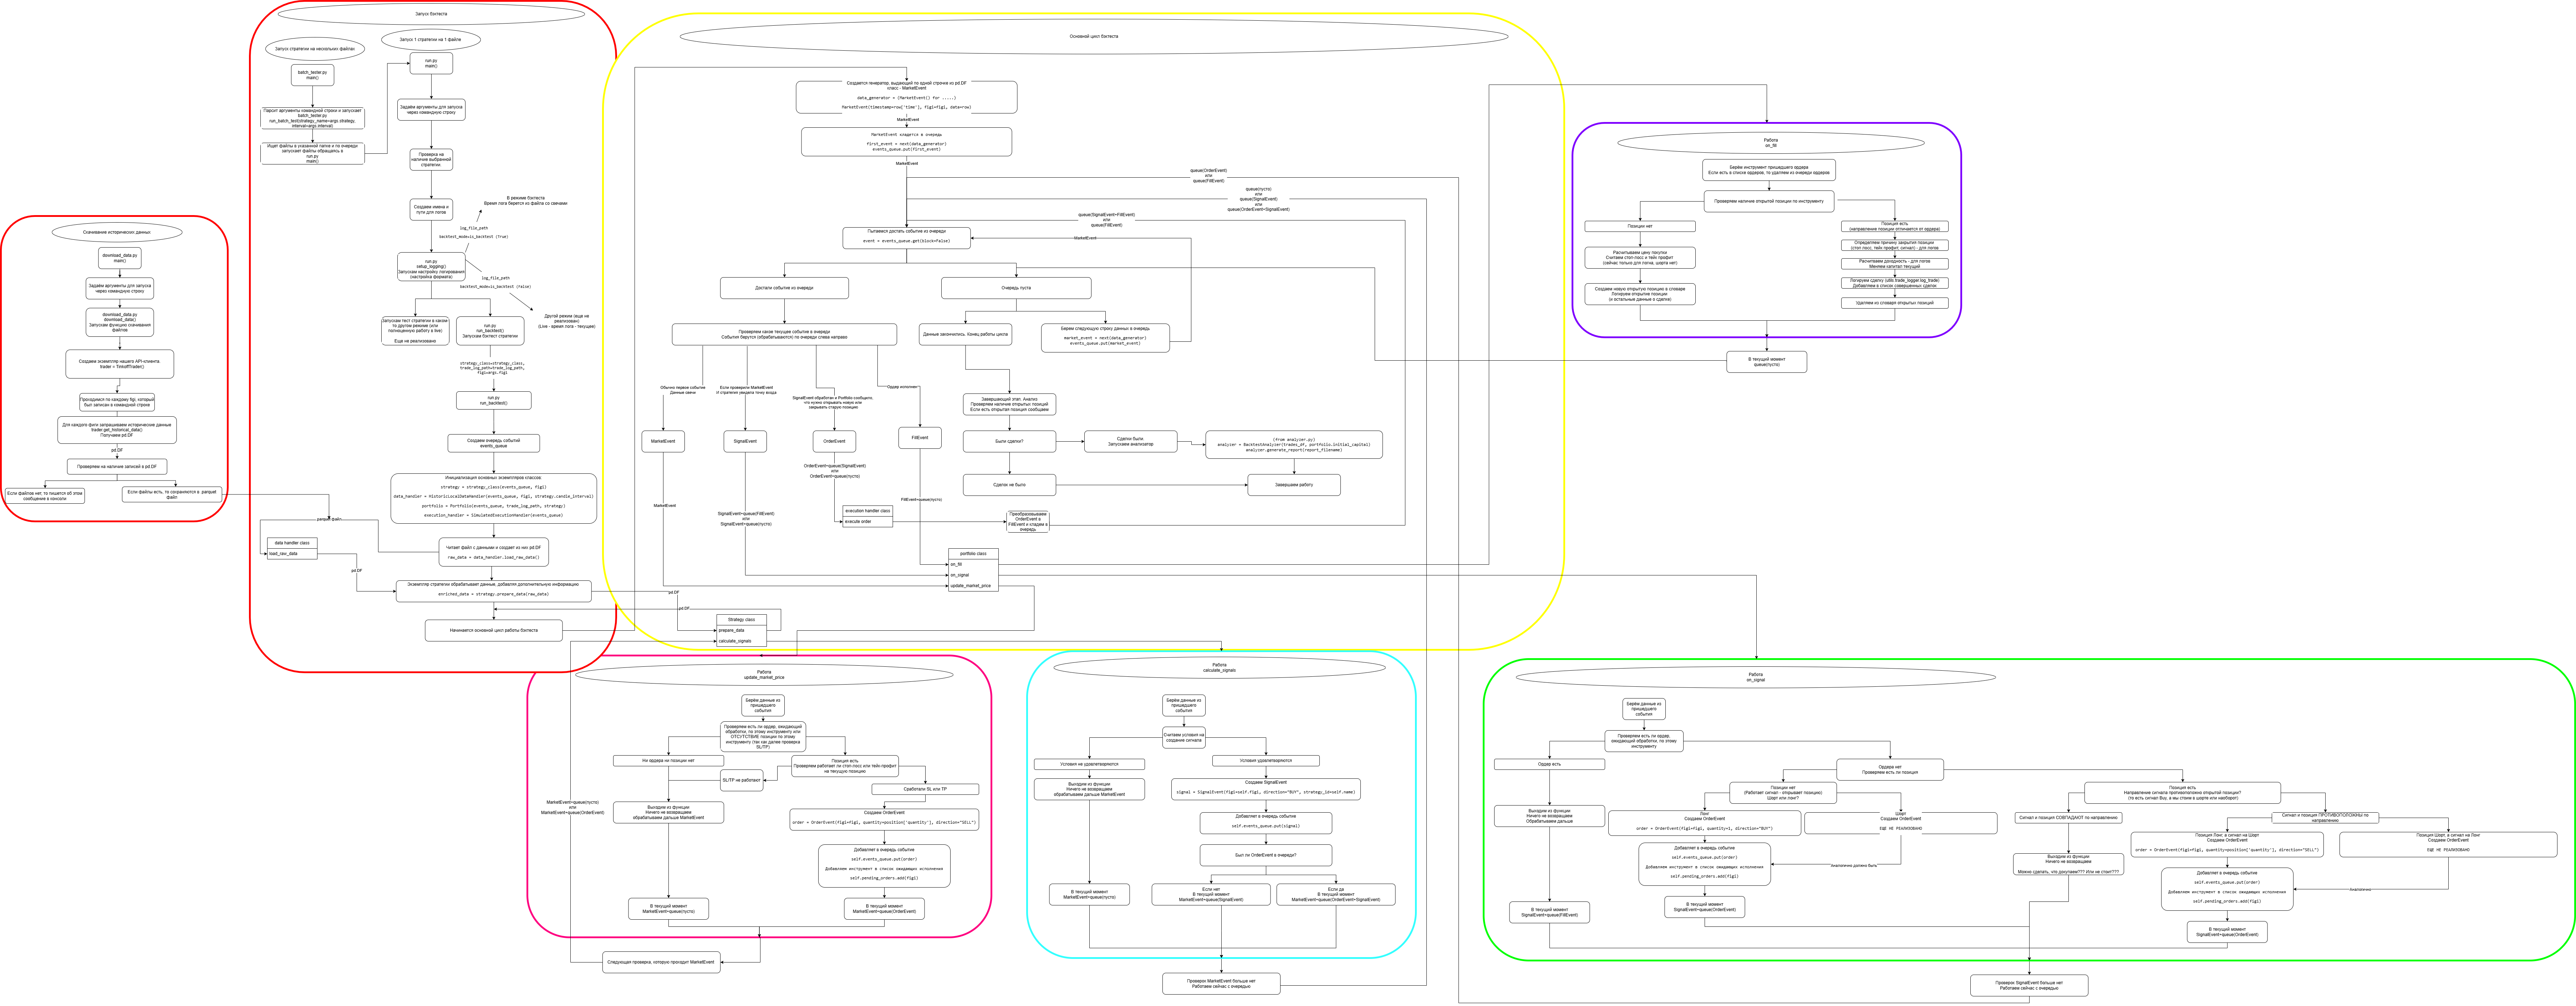 Скачивание исторических данных
download_data.py
main()
Задаём аргументы для запуска
через командную строку
download_data.py
download_data()
Запускам функцию скачивания
файлов
Создаем экземпляр нашего API-клиента
trader = TinkoffTrader()
Проходимся по каждому figi, который
был записан в командной строке
Для каждого фиги запрашиваем исторические данные
trader.get_historical_data()
Получаем pd.DF
pd.DF
Проверяем на наличие записей в pd.DF
Если файлов нет, то пишется об этом
сообщение в консоли
Если файлы есть, то сохраняются в .parquet
файл
Запуск бэктеста
Запуск стратегии на нескольких файлах
batch_tester.py
main()
Парсит аргументы командной строки и запускает
batch_tester.py
run_batch_test(strategy_name=args.strategy,
interval=args.interval)
Ищет файлы в указанной папке и по очереди
запускает файлы обращаясь в
run.py
main()
Запуск 1 стратегии на 1 файле
run.py
main()
Задаём аргументы для запуска
через командную строку
Проверка на
наличие выбранной
стратегии.
Создаем имена и
пути для логов
В режиме бэктеста
Время лога берется из файла со свечами
log_file_path
backtest_mode=is_backtest (True)
run.py
setup_logging()
Запускам настройку логирования
(настройка формата)
log_file_path
backtest_mode=is_backtest (False)
Другой режим (еще не
реализован)
(Live - время лога - текущее)
Запускам тест стратегии в каком-
то другом режиме (или
полноценную работу в live)
Еще не реализовано
run.py
run_backtest()
Запускам бэктест стратегии
strategy_class=strategy_class,
trade_log_path=trade_log_path,
figi=args.figi
run.py
run_backtest()
Создаем очередь событий
events_queue
Инициализация основных экземпляров классов
strategy = strategy_class(events_queue, figi)
data_handler = HistoricLocalDataHandler(events_queue, figi, strategy.candle_interval)
portfolio = Portfolio(events_queue, trade_log_path, strategy)
execution_handler = SimulatedExecutionHandler(events_queue)
parquet файл
data handler class
load_raw_data
Читает файл с данными и создает из них pd.DF
raw_data = data_handler.load_raw_data()
pd.DF
Экземпляр стратегии обрабатывает данные, добавляя дополнительную информацию
enriched_data = strategy.prepare_data(raw_data)
Начинается основной цикл работы бэктеста
pd.DF
pd.DF
Strategy class
prepare_data
calculate_signals
Основной цикл бэктеста
Создается генератор, выдающий по одной строчке из pd.DF
класс - MarketEvent
data_generator = (MarketEvent() for .....)
MarketEvent(timestamp=row['time'], figi=figi, data=row)
MarketEvent
MarketEvent кладется в очередь
first_event = next(data_generator)
events_queue.put(first_event)
MarketEvent
queue(OrderEvent)
или
queue(FillEvent)
queue(пусто)
или
queue(SignalEvent)
или
queue(OrderEvent+SignalEvent)
queue(SignalEvent+FillEvent)
или
queue(FillEvent)
Пытаемся достать событие из очереди
event = events_queue.get(block=False)
MarketEvent
Достали событие из очереди
Очередь пуста
Проверяем какое текущее событие в очереди
События берутся (обрабатываются) по очереди слева направо
Данные закончились. Конец работы цикла
Берем следующую строку данных в очередь
market_event = next(data_generator)
events_queue.put(market_event)
Обычно первое событие
Данные свечи
Если проверили MarketEvent
И стратегия увидела точку входа
SignalEvent обработан и Portfolio сообщило,
что нужно открывать новую или
закрывать старую позицию
Ордер исполнен
MarketEvent
SignalEvent
OrderEvent
FillEvent
Завершающий этап. Анализ
Проверяем наличие открытых позиций
Если есть открытая позиция сообщаем
Были сделки?
Сделки были.
Запускаем анализатор
(from analyzer.py)
analyzer = BacktestAnalyzer(trades_df, portfolio.initial_capital)
analyzer.generate_report(report_filename)
Сделок не было
Завершаем работу
OrderEvent+queue(SignalEvent)
или
OrderEvent+queue(пусто)
MarketEvent
SignalEvent+queue(FillEvent)
или
SignalEvent+queue(пусто)
FillEvent+queue(пусто)
execution handler class
execute order
Преобразовываем
OrderEvent в
FillEvent и кладем в
очередь
portfolio class
on_fill
on_signal
update_market_price
Работа
on_fill
Берём инструмент пришедшего ордера
Если есть в списке ордеров, то удаляем из очереди ордеров
Проверяем наличие открытой позиции по инструменту
Позиции нет
Расчитываем цену покупки
Считаем стоп-лосс и тейк профит
(сейчас только для лонга, шорта нет)
Создаем новую открытую позицию в словаре
Логируем открытие позиции
(и остальные данные о сделке)
Позиция есть
(направление позиции отличается от ордера)
Определяем причину закрытия позиции
(стоп лосс, тейк профит, сигнал) - для логов
Расчитваем доходность - для логов
Меняем капитал текущий
Логируем сделку (utils.trade_logger.log_trade)
Добавляем в список совершенных сделок
Удаляем из словаря открытых позиций
В текущий момент
queue(пусто)
Работа
update_market_price
Берём данные из
пришедшего
события
Проверяем есть ли ордер, ожидающий
обработки, по этому инструменту или
ОТСУТСТВИЕ позиции по этому
инструменту (так как далее проверка
SL/TP)
Ни ордера ни позиции нет
Позиция есть
Проверяем работает ли стоп-лосс или тейк-профит
на текущую позицию
SL/TP не работают
Сработали SL или TP
Выходим из функции
Ничего не возвращаем
обрабатываем дальше MarketEvent
Создаем OrderEvent
order = OrderEvent(figi=figi, quantity=position['quantity'], direction="SELL")
Добавляет в очередь событие
self.events_queue.put(order)
Добавляем инструмент в список ожидающих исполнения
self.pending_orders.add(figi)
В текущий момент
MarketEvent+queue(пусто)
В текущий момент
MarketEvent+queue(OrderEvent)
MarketEvent+queue(пусто)
или
MarketEvent+queue(OrderEvent)
Следующая проверка, которую проходит MarketEvent
Работа
calculate_signals
Берём данные из
пришедшего
события
Считаем условия на
создание сигнала
Условия не удовлетворяются
Условия удовлетворяются
Выходим из функции
Ничего не возвращаем
обрабатываем дальше MarketEvent
Создаем SignalEvent
signal = SignalEvent(figi=self.figi, direction="BUY", strategy_id=self.name)
Добавляет в очередь событие
self.events_queue.put(signal)
Был ли OrderEvent в очереди?
В текущий момент
MarketEvent+queue(пусто)
Если нет
В текущий момент
MarketEvent+queue(SignalEvent)
Если да
В текущий момент
MarketEvent+queue(OrderEvent+SignalEvent)
Проверок MarketEvent больше нет
Работаем сейчас с очередью
Работа
on_signal
Берём данные из
пришедшего
события
Проверяем есть ли ордер,
ожидающий обработки, по этому
инструменту
Ордер есть
Ордера нет
Проверяем есть ли позиция
Выходим из функции
Ничего не возвращаем
Обрабатываем дальше
Позиции нет
(Работает сигнал - открывает позицию)
Шорт или лонг?
Лонг
Создаем OrderEvent
order = OrderEvent(figi=figi, quantity=1, direction="BUY")
Шорт
Создаем OrderEvent
ЕЩЕ НЕ РЕАЛИЗОВАНО
Добавляет в очередь событие
self.events_queue.put(order)
Добавляем инструмент в список ожидающих исполнения
self.pending_orders.add(figi)
Аналогично должно быть
В текущий момент
SignalEvent+queue(FillEvent)
В текущий момент
SignalEvent+queue(OrderEvent)
Позиция есть
Направление сигнала противоположно открытой позиции?
(то есть сигнал Buy, а мы стоим в шорте или наоборот)
Сигнал и позиция СОВПАДАЮТ по направлению
Сигнал и позиция ПРОТИВОПОЛОЖНЫ по
направлению
Выходим из функции
Ничего не возвращаем
Можно сделать, что докупаем??? Или не стоит???
Позиция Лонг, а сигнал на Шорт
Создаем OrderEvent
order = OrderEvent(figi=figi, quantity=position['quantity'], direction="SELL")
Позиция Шорт, а сигнал на Лонг
Создаем OrderEvent
ЕЩЕ НЕ РЕАЛИЗОВАНО
Добавляет в очередь событие
self.events_queue.put(order)
Добавляем инструмент в список ожидающих исполнения
self.pending_orders.add(figi)
Аналогично
В текущий момент
SignalEvent+queue(OrderEvent)
Проверок SignalEvent больше нет
Работаем сейчас с очередью